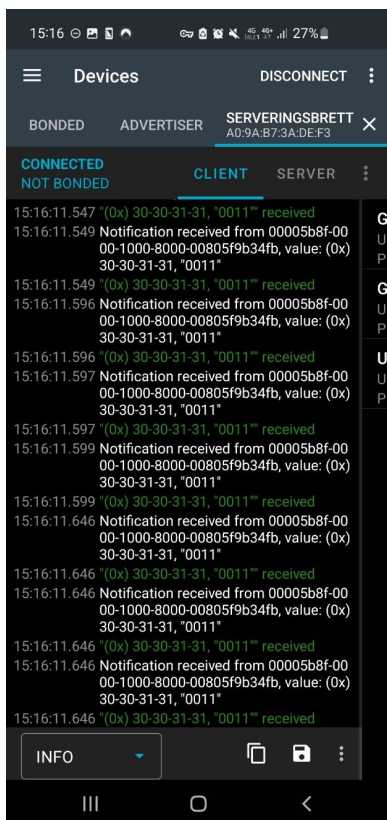 15:16 27%
Devices DISCONNECT
BONDED ADVERTISER SERVERINGSBRETT
A0:9A:B7:3A:DE:F3
CONNECTED
NOT BONDED
CLIENT SERVER
15:16:11.547 "(0x) 30-30-31-31, "0011"" received
15:16:11.549 Notification received from 00005b8f-00
00-1000-8000-00805f9b34fb, value: (0x)
30-30-31-31, "0011"
15:16:11.549 "(0x) 30-30-31-31, "0011"" received
15:16:11.596 Notification received from 00005b8f-00
00-1000-8000-00805f9b34fb, value: (0x)
30-30-31-31, "0011"
15:16:11.596 "(0x) 30-30-31-31, "0011"" received
15:16:11.597 Notification received from 00005b8f-00
00-1000-8000-00805f9b34fb, value: (0x)
30-30-31-31, "0011"
15:16:11.597 "(0x) 30-30-31-31, "0011"" received
15:16:11.599 Notification received from 00005b8f-00
00-1000-8000-00805f9b34fb, value: (0x)
30-30-31-31, "0011"
15:16:11.599 "(0x) 30-30-31-31, "0011"" received
15:16:11.646 Notification received from 00005b8f-00
00-1000-8000-00805f9b34fb, value: (0x)
30-30-31-31, "0011"
15:16:11.646 "(0x) 30-30-31-31, "0011"" received
15:16:11.646 Notification received from 00005b8f-00
00-1000-8000-00805f9b34fb, value: (0x)
30-30-31-31, "0011"
15:16:11.646 "(0x) 30-30-31-31, "0011"" received
15:16:11.646 Notification received from 00005b8f-00
00-1000-8000-00805f9b34fb, value: (0x)
30-30-31-31, "0011"
15:16:11.646 "(0x) 30-30-31-31, "0011"" received
G
U
P
G
U
P
U
U
P
INFO